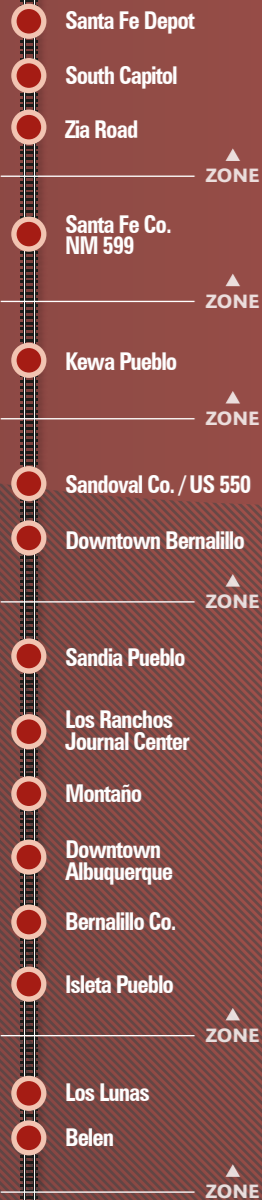 Santa Fe Depot
South Capitol
Zia Road
ZONE
Santa Fe Co.
NM 599
ZONE
Kewa Pueblo
ZONE
Sandoval Co. / US 550
Downtown Bernalillo
ZONE
Sandia Pueblo
Los Ranchos
Journal Center
Montaño
Downtown
Albuquerque
Bernalillo Co.
Isleta Pueblo
ZONE
Los Lunas
Belen
ZONE